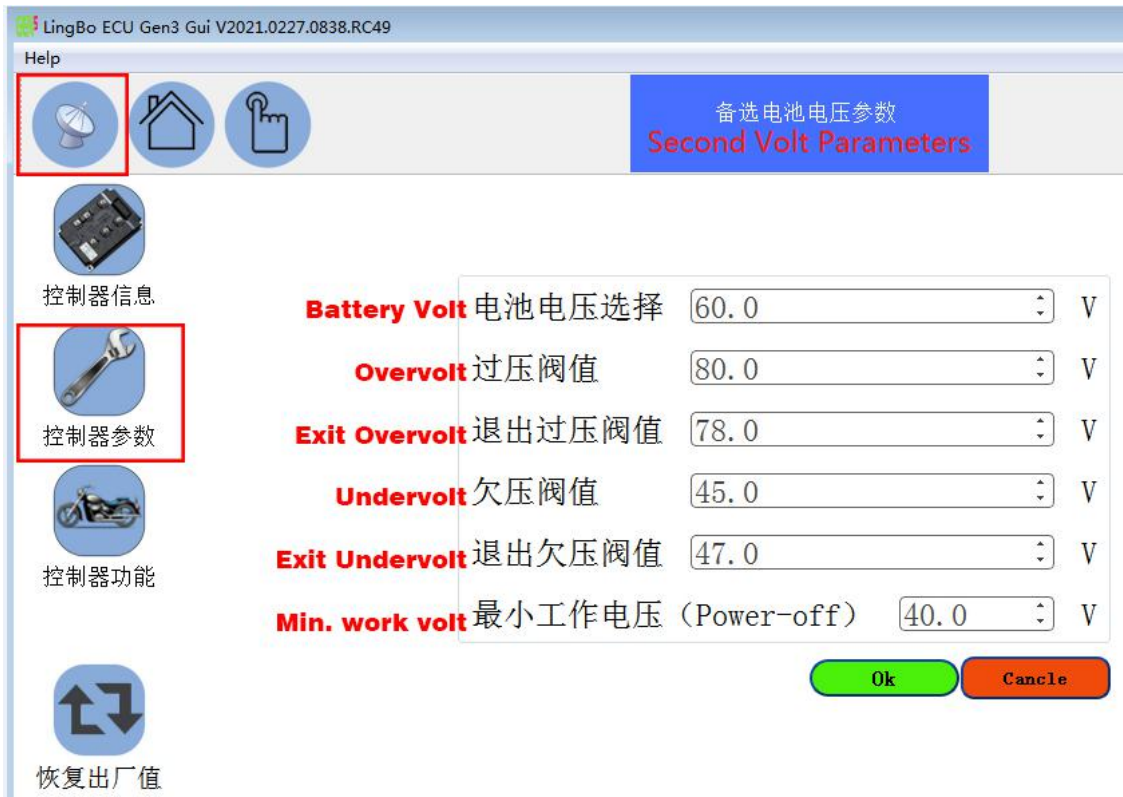 LingBo ECU Gen3 Gui V2021.0227.0838.RC49
Help
备选电池电压参数
Second Volt Parameters
控制器信息
Battery Volt 电池电压选择 60.0 V
Overvolt 过压阀值 80.0 V
控制器参数
Exit Overvolt 退出过压阀值 78.0 V
Undervolt 欠压阀值 45.0 V
Exit Undervolt 退出欠压阀值 47.0 V
控制器功能
Min. work volt 最小工作电压（Power-off） 40.0 V
Ok Cancle
恢复出厂值